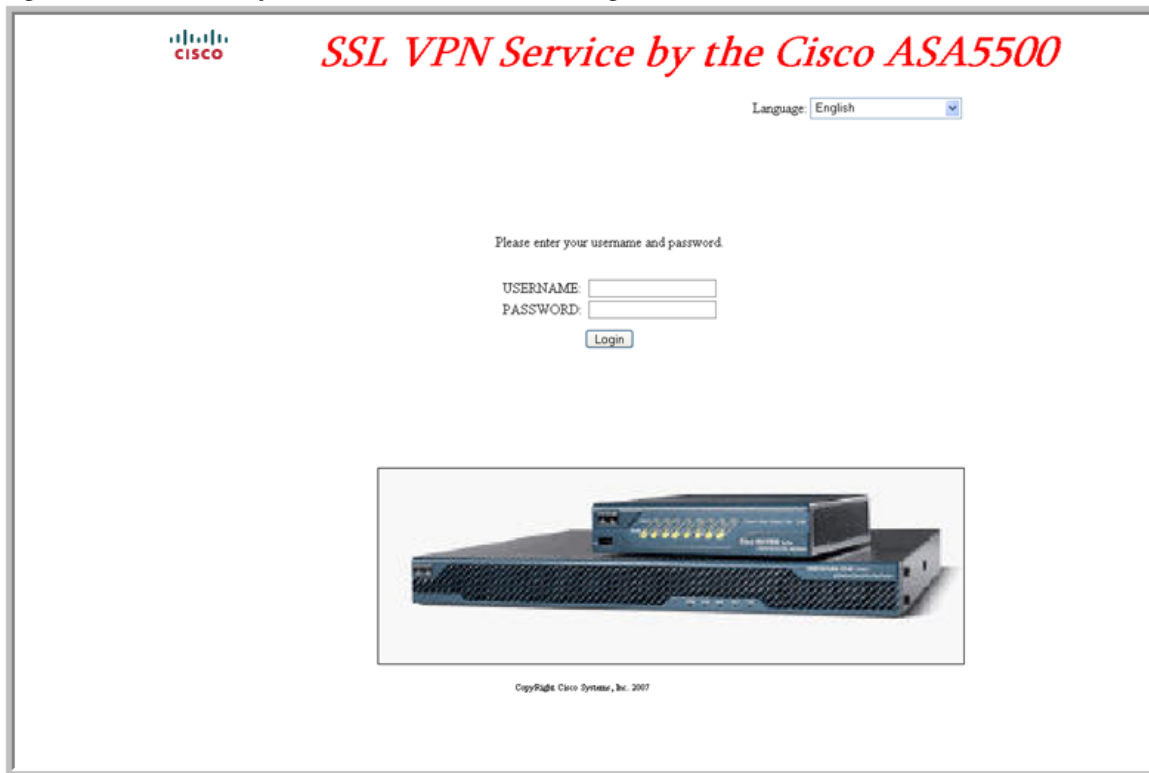 cisco
SSL VPN Service by the Cisco ASA5500
Language: English
Please enter your username and password.
USERNAME:
PASSWORD:
Login
CopyRight Cisco Systems, Inc. 2007